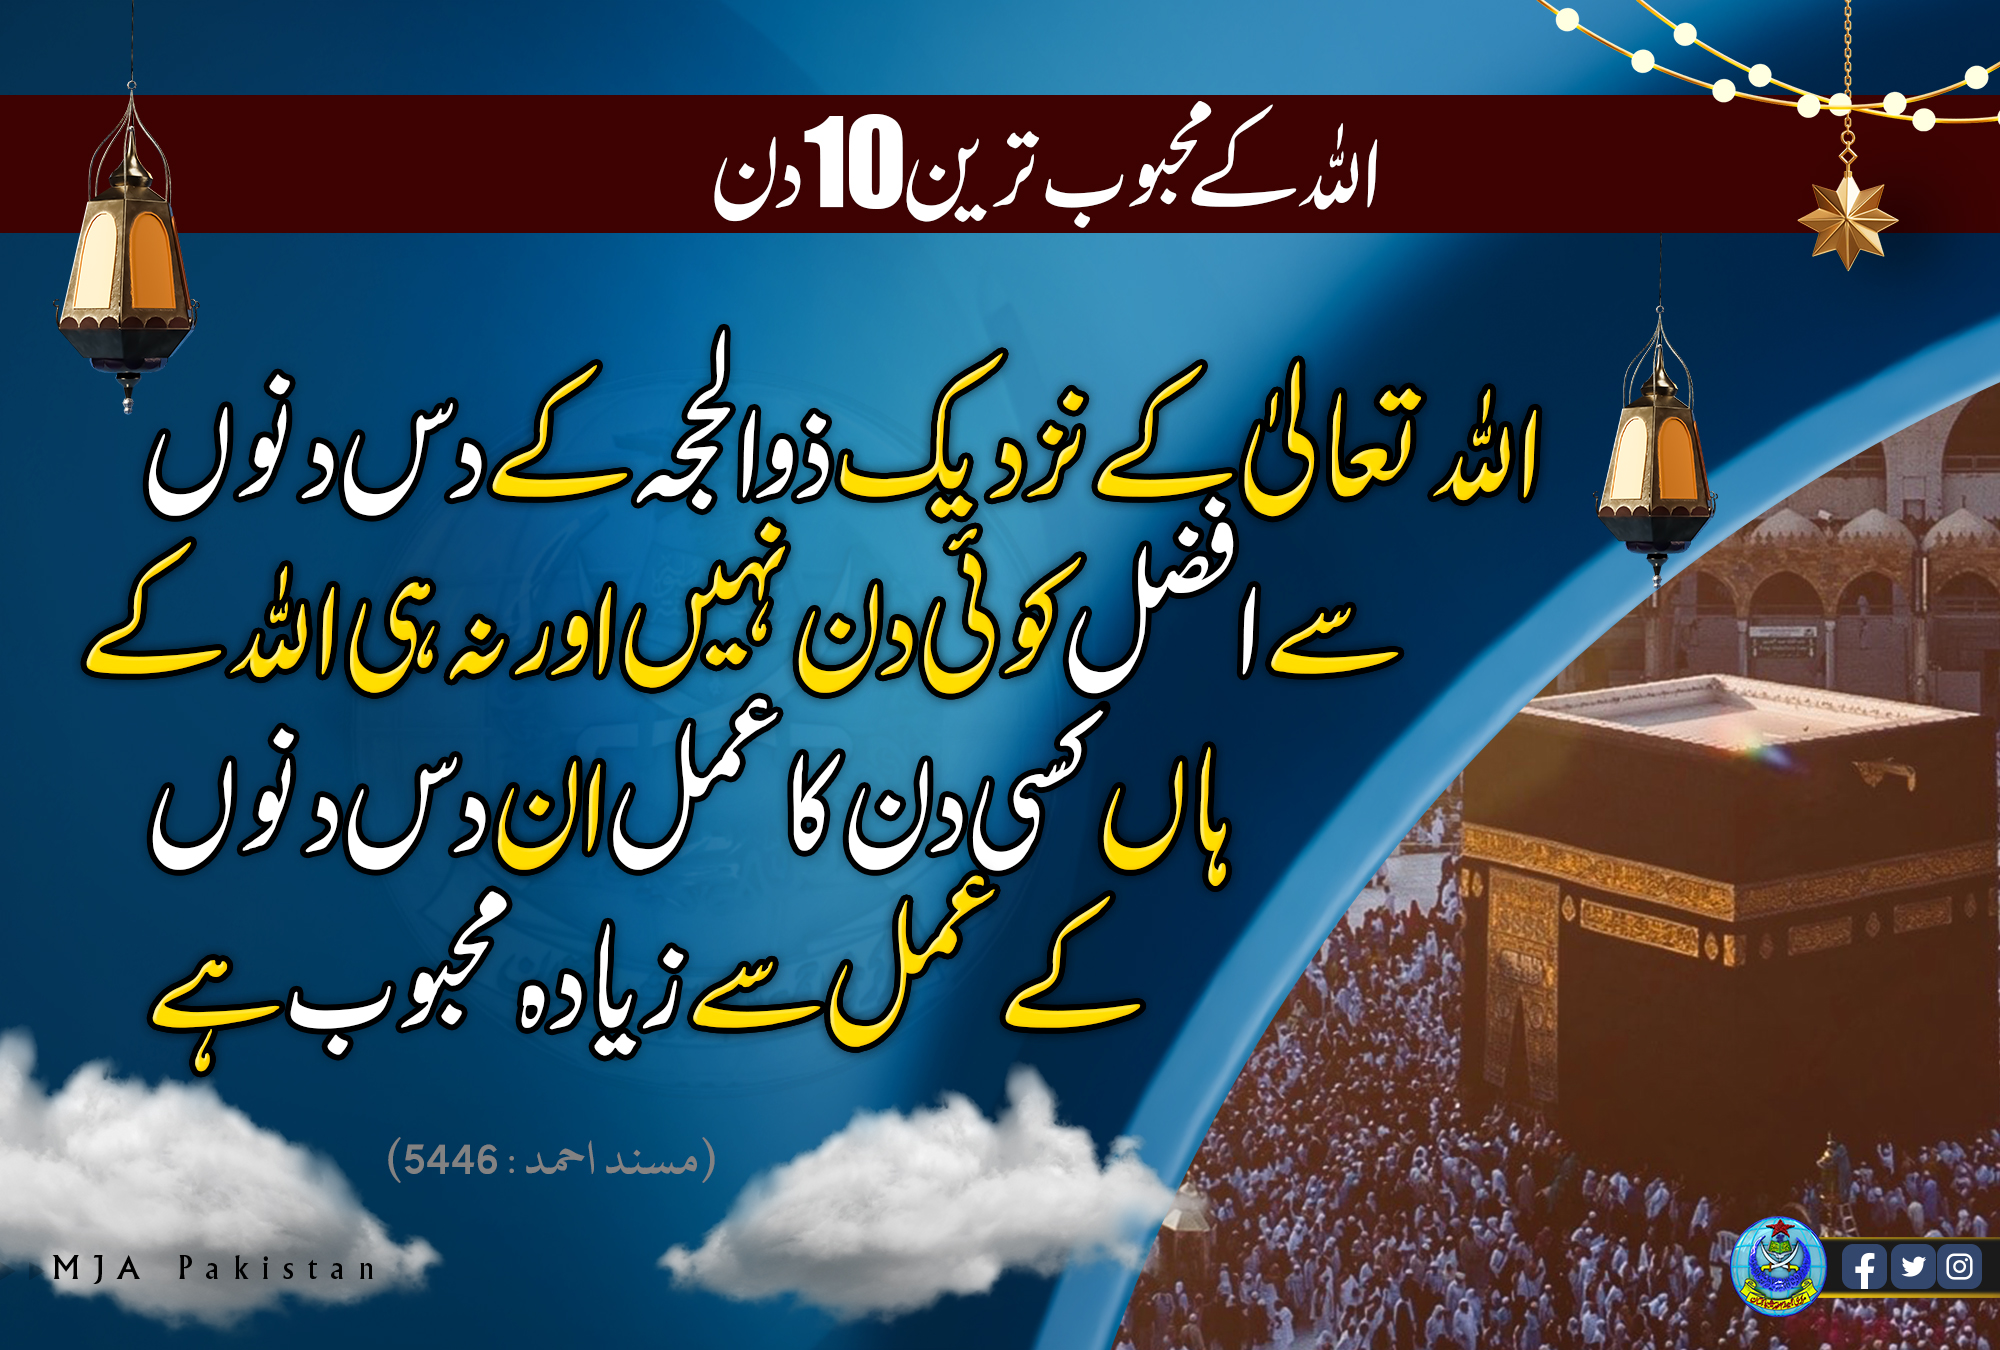 اللہ کے محبوب ترین 10 دن
اللہ تعالیٰ کے نزدیک ذوالحجہ کے دس دنوں
سے افضل کوئی دن نہیں اور نہ ہی اللہ کے
ہاں کسی دن کا عمل ان دس دنوں
کے عمل سے زیادہ محبوب ہے
(مسند احمد : 5446)
MJA Pakistan